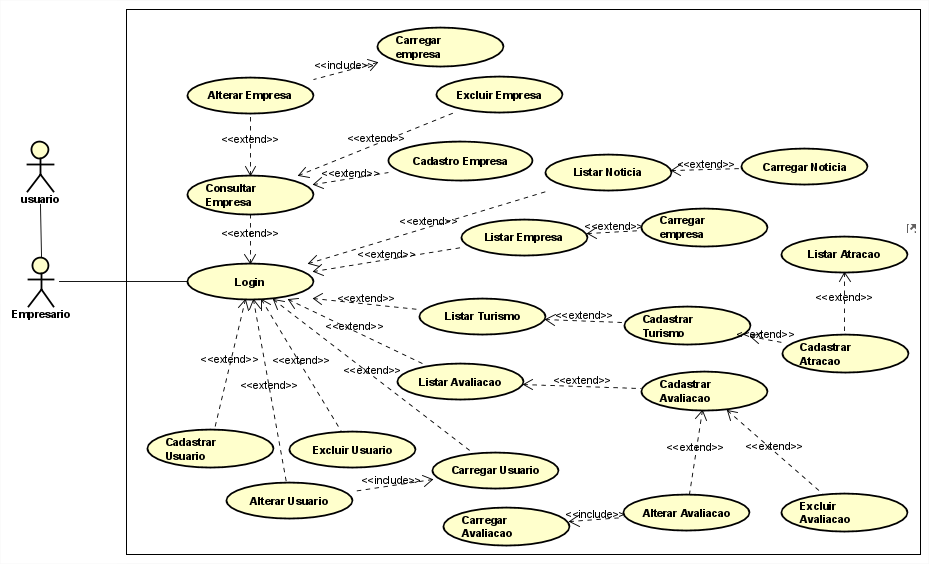 Carregar
empresa
<<include>>
Alterar Empresa
Excluir Empresa
<<extend>>
<<extend>>
Cadastro Empresa
<<extend>>
Listar Noticia
<<extend>>
Carregar Noticia
usuario
Consultar
Empresa
<<extend>>
<<extend>>
Listar Empresa
<<extend>>
Carregar
empresa
<<extend>>
Listar Atracao
Login
Empresario
<<extend>>
Listar Turismo
<<extend>>
Cadastrar
Turismo
<<extend>>
<<extend>>
Cadastrar
Atracao
<<extend>>
<<extend>>
<<extend>>
<<extend>>
<<extend>>
Listar Avaliacao
<<extend>>
Cadastrar
Avaliacao
Cadastrar
Usuario
Excluir Usuario
<<extend>>
<<extend>>
Carregar Usuario
<<include>>
Alterar Usuario
Carregar
Avaliacao
<<include>>
Alterar Avaliacao
Excluir
Avaliacao